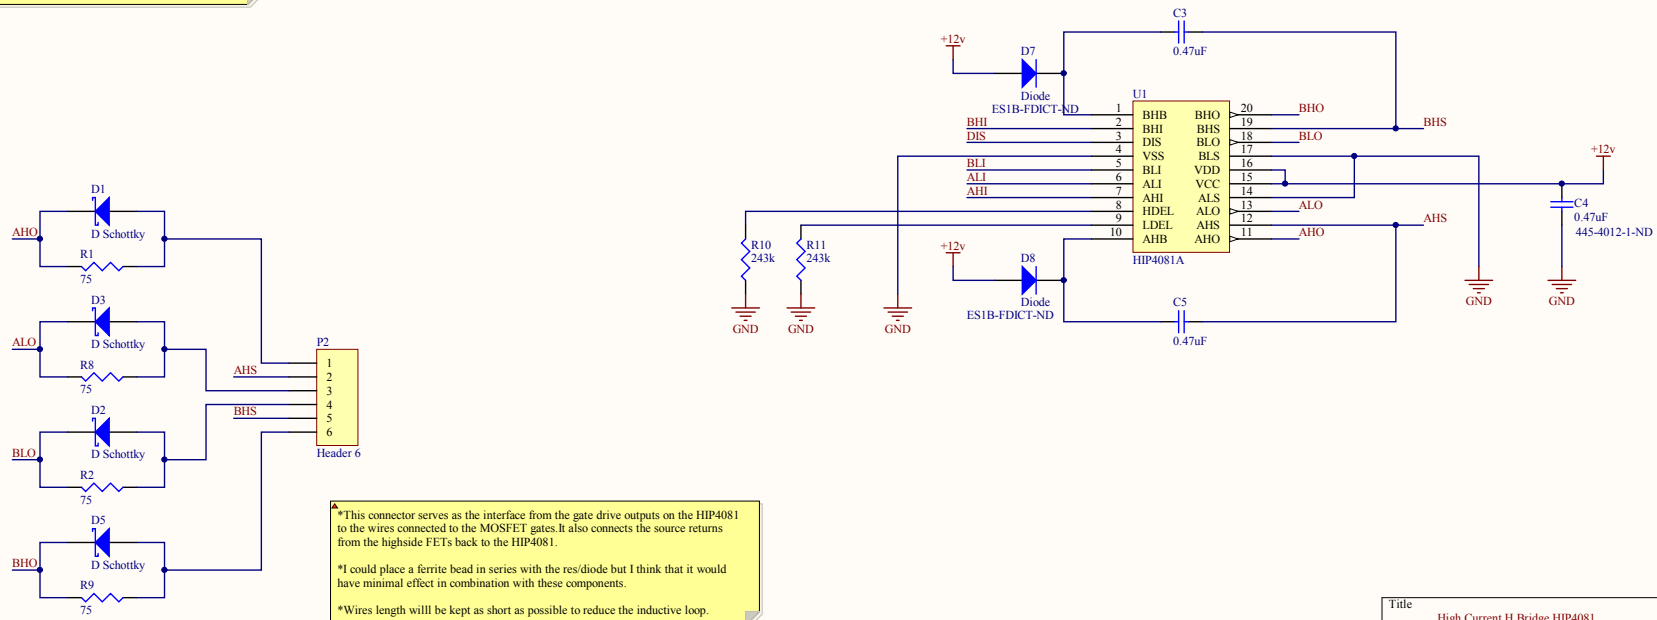 C3
0.47uF
+12v
D7
Diode
ES1B-FDICT-ND
U1
1 BHB BHO 20 BHO
BHI 2 BHI BHS 19 BHS
DIS 3 DIS BLO 18 BLO
4 VSS BLS 17
BLI 5 BLI VDD 16
ALI 6 ALI VCC 15
AHI 7 AHI ALS 14
8 HDEL ALO 13 ALO
9 LDEL AHS 12 AHS
10 AHB AHO 11 AHO
HIP4081A
+12v
C4
0.47uF
445-4012-1-ND
GND
GND
R10
243k
R11
243k
GND
GND
GND
+12v
D8
Diode
ES1B-FDICT-ND
C5
0.47uF
D1
D Schottky
AHO
R1
75
D3
D Schottky
ALO
R8
75
D2
D Schottky
BLO
R2
75
D5
D Schottky
BHO
R9
75
P2
1
AHS 2
3
4
BHS 5
6
Header 6
*This connector serves as the interface from the gate drive outputs on the HIP4081
to the wires connected to the MOSFET gates.It also connects the source returns
from the highside FETs back to the HIP4081.
*I could place a ferrite bead in series with the res/diode but I think that it would
have minimal effect in combination with these components.
*Wires length willl be kept as short as possible to reduce the inductive loop.
Title
High Current H Bridge HIP4081